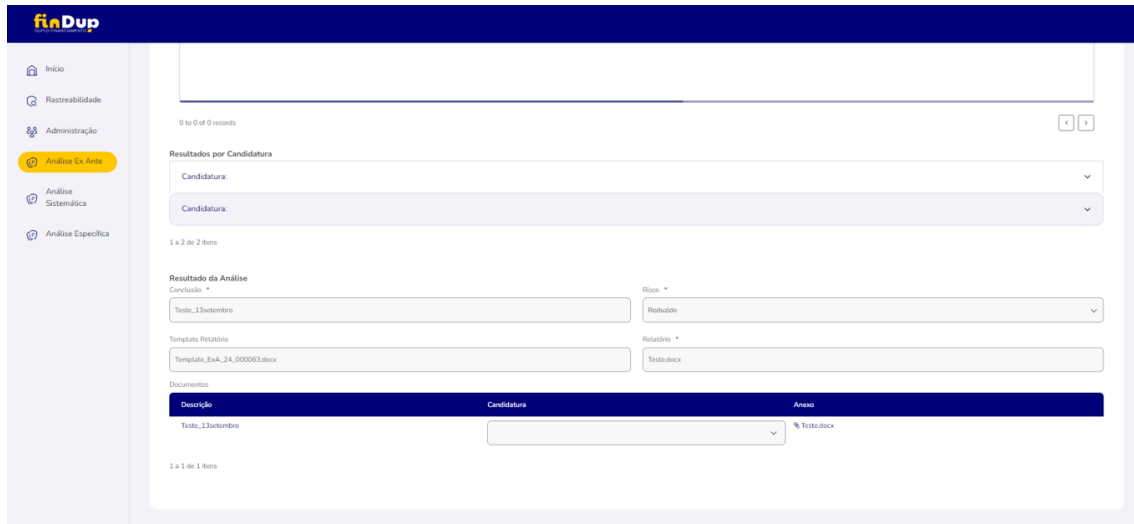 finDup
DUPLO FINANCIAMENTO
Início
Rastreabilidade
Administração
Análise Ex Ante
Análise
Sistemática
Análise Específica
0 to 0 of 0 records
Resultados por Candidatura
Candidatura:
Candidatura:
1 a 2 de 2 itens
Resultado da Análise
Conclusão *
Risco *
Teste_13setembro
Reduzido
Template Relatório
Relatório *
Template_ExA_24_000063.docx
Teste.docx
Documentos
Descrição Candidatura Anexo
Teste_13setembro Teste.docx
1 a 1 de 1 itens